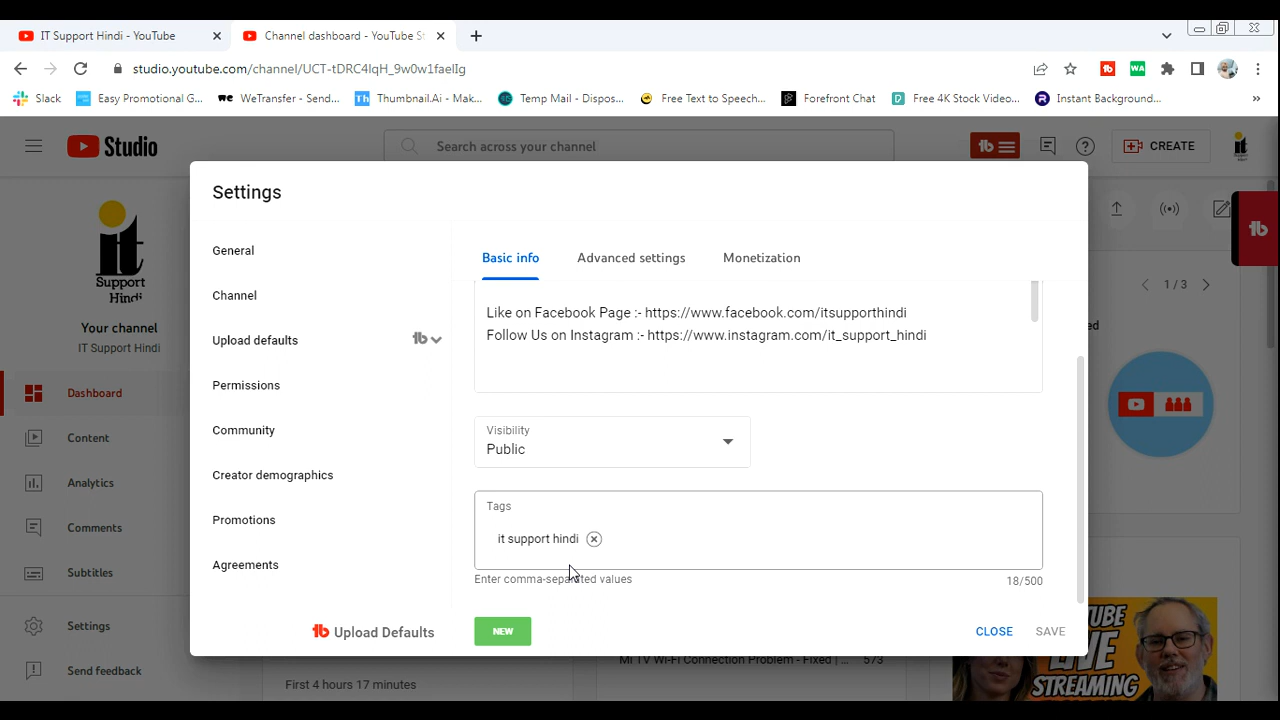 IT Support Hindi - YouTube
Channel dashboard - YouTube St
studio.youtube.com/channel/UCT-tDRC4lqH_9w0w1faelIg
Slack
Easy Promotional G...
WeTransfer - Send...
Thumbnail.Ai - Mak...
Temp Mail - Dispos...
Free Text to Speech...
Forefront Chat
Free 4K Stock Video...
Instant Background...
Studio
Search across your channel
CREATE
Settings
it
Support
Hindi
Your channel
IT Support Hindi
Dashboard
Content
Analytics
Comments
Subtitles
Settings
Send feedback
General
Channel
Upload defaults
Permissions
Community
Creator demographics
Promotions
Agreements
Basic info
Advanced settings
Monetization
Like on Facebook Page :- https://www.facebook.com/itsupporthindi
Follow Us on Instagram :- https://www.instagram.com/it_support_hindi
Visibility
Public
Tags
it support hindi
Enter comma-separated values
18/500
Upload Defaults
NEW
CLOSE
SAVE
1 / 3
First 4 hours 17 minutes
Mi TV Wi-Fi Connection Problem - Fixed | ...
573
LIVE
STREAMING